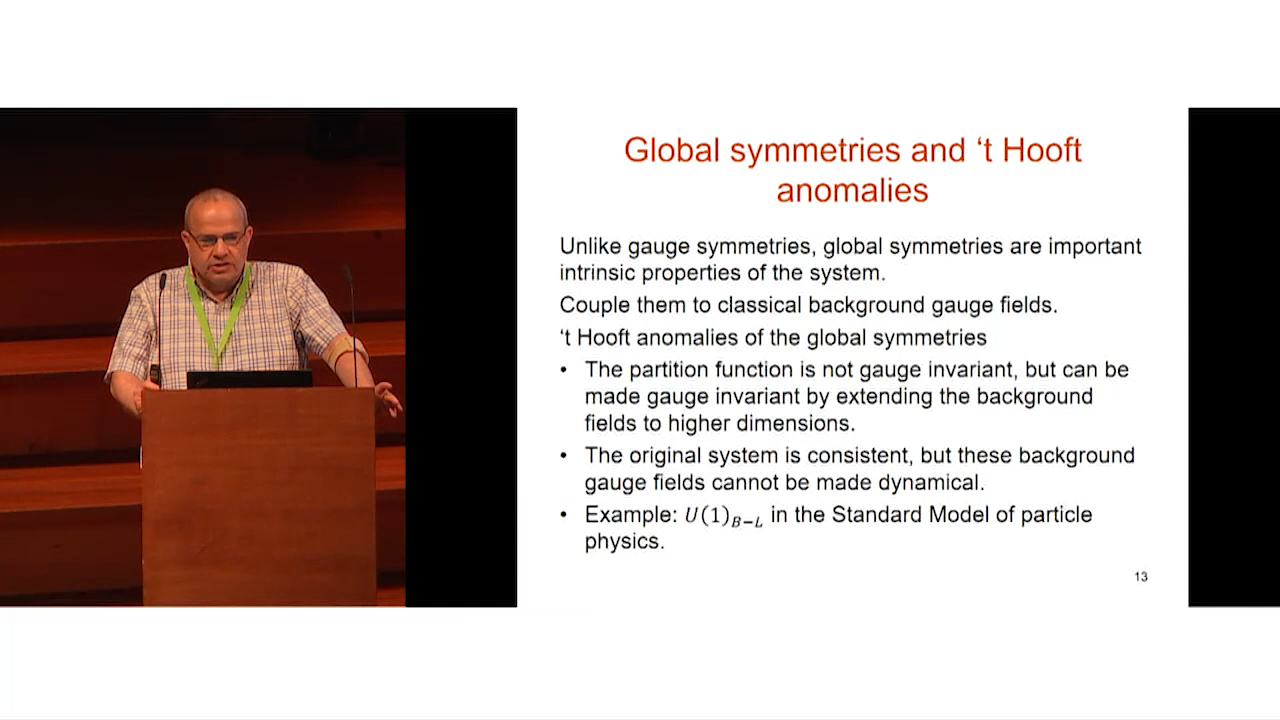 Global symmetries and ‘t Hooft
anomalies
Unlike gauge symmetries, global symmetries are important
intrinsic properties of the system.
Couple them to classical background gauge fields.
‘t Hooft anomalies of the global symmetries
• The partition function is not gauge invariant, but can be
made gauge invariant by extending the background
fields to higher dimensions.
• The original system is consistent, but these background
gauge fields cannot be made dynamical.
• Example: U(1)_{B−L} in the Standard Model of particle
physics.
13